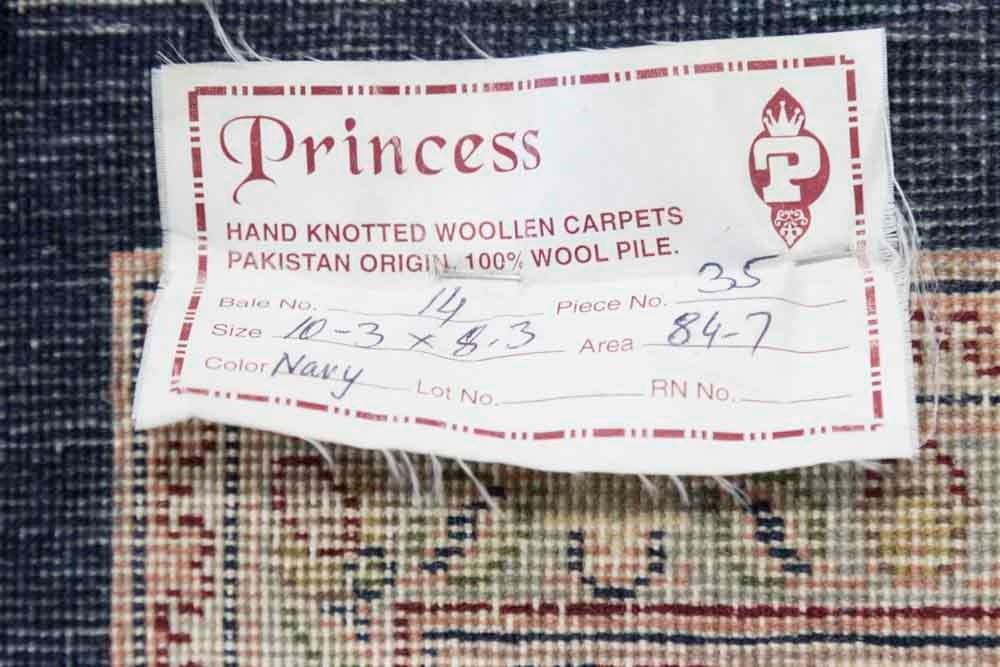 Princess
P
HAND KNOTTED WOOLLEN CARPETS
PAKISTAN ORIGIN, 100% WOOL PILE.
Bale No. 14 Piece No. 35
Size 10-3 x 8.3 Area 84-7
Color Navy Lot No. RN No.